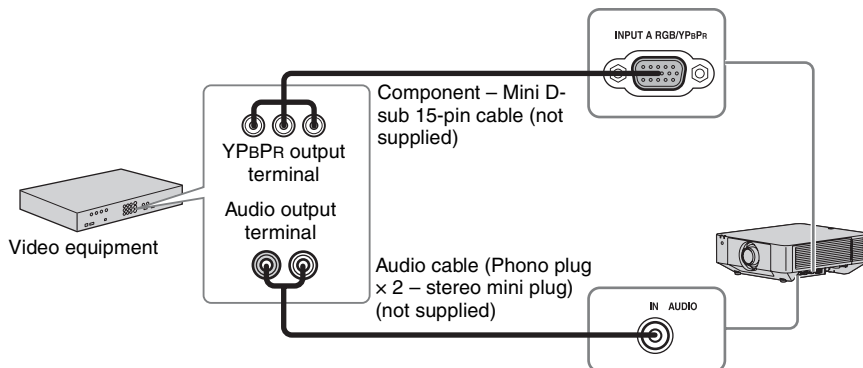 INPUT A RGB/YPBPR
Component – Mini D-
sub 15-pin cable (not
supplied)
YPBPR output
terminal
Audio output
terminal
Video equipment
Audio cable (Phono plug
× 2 – stereo mini plug)
(not supplied)
IN AUDIO